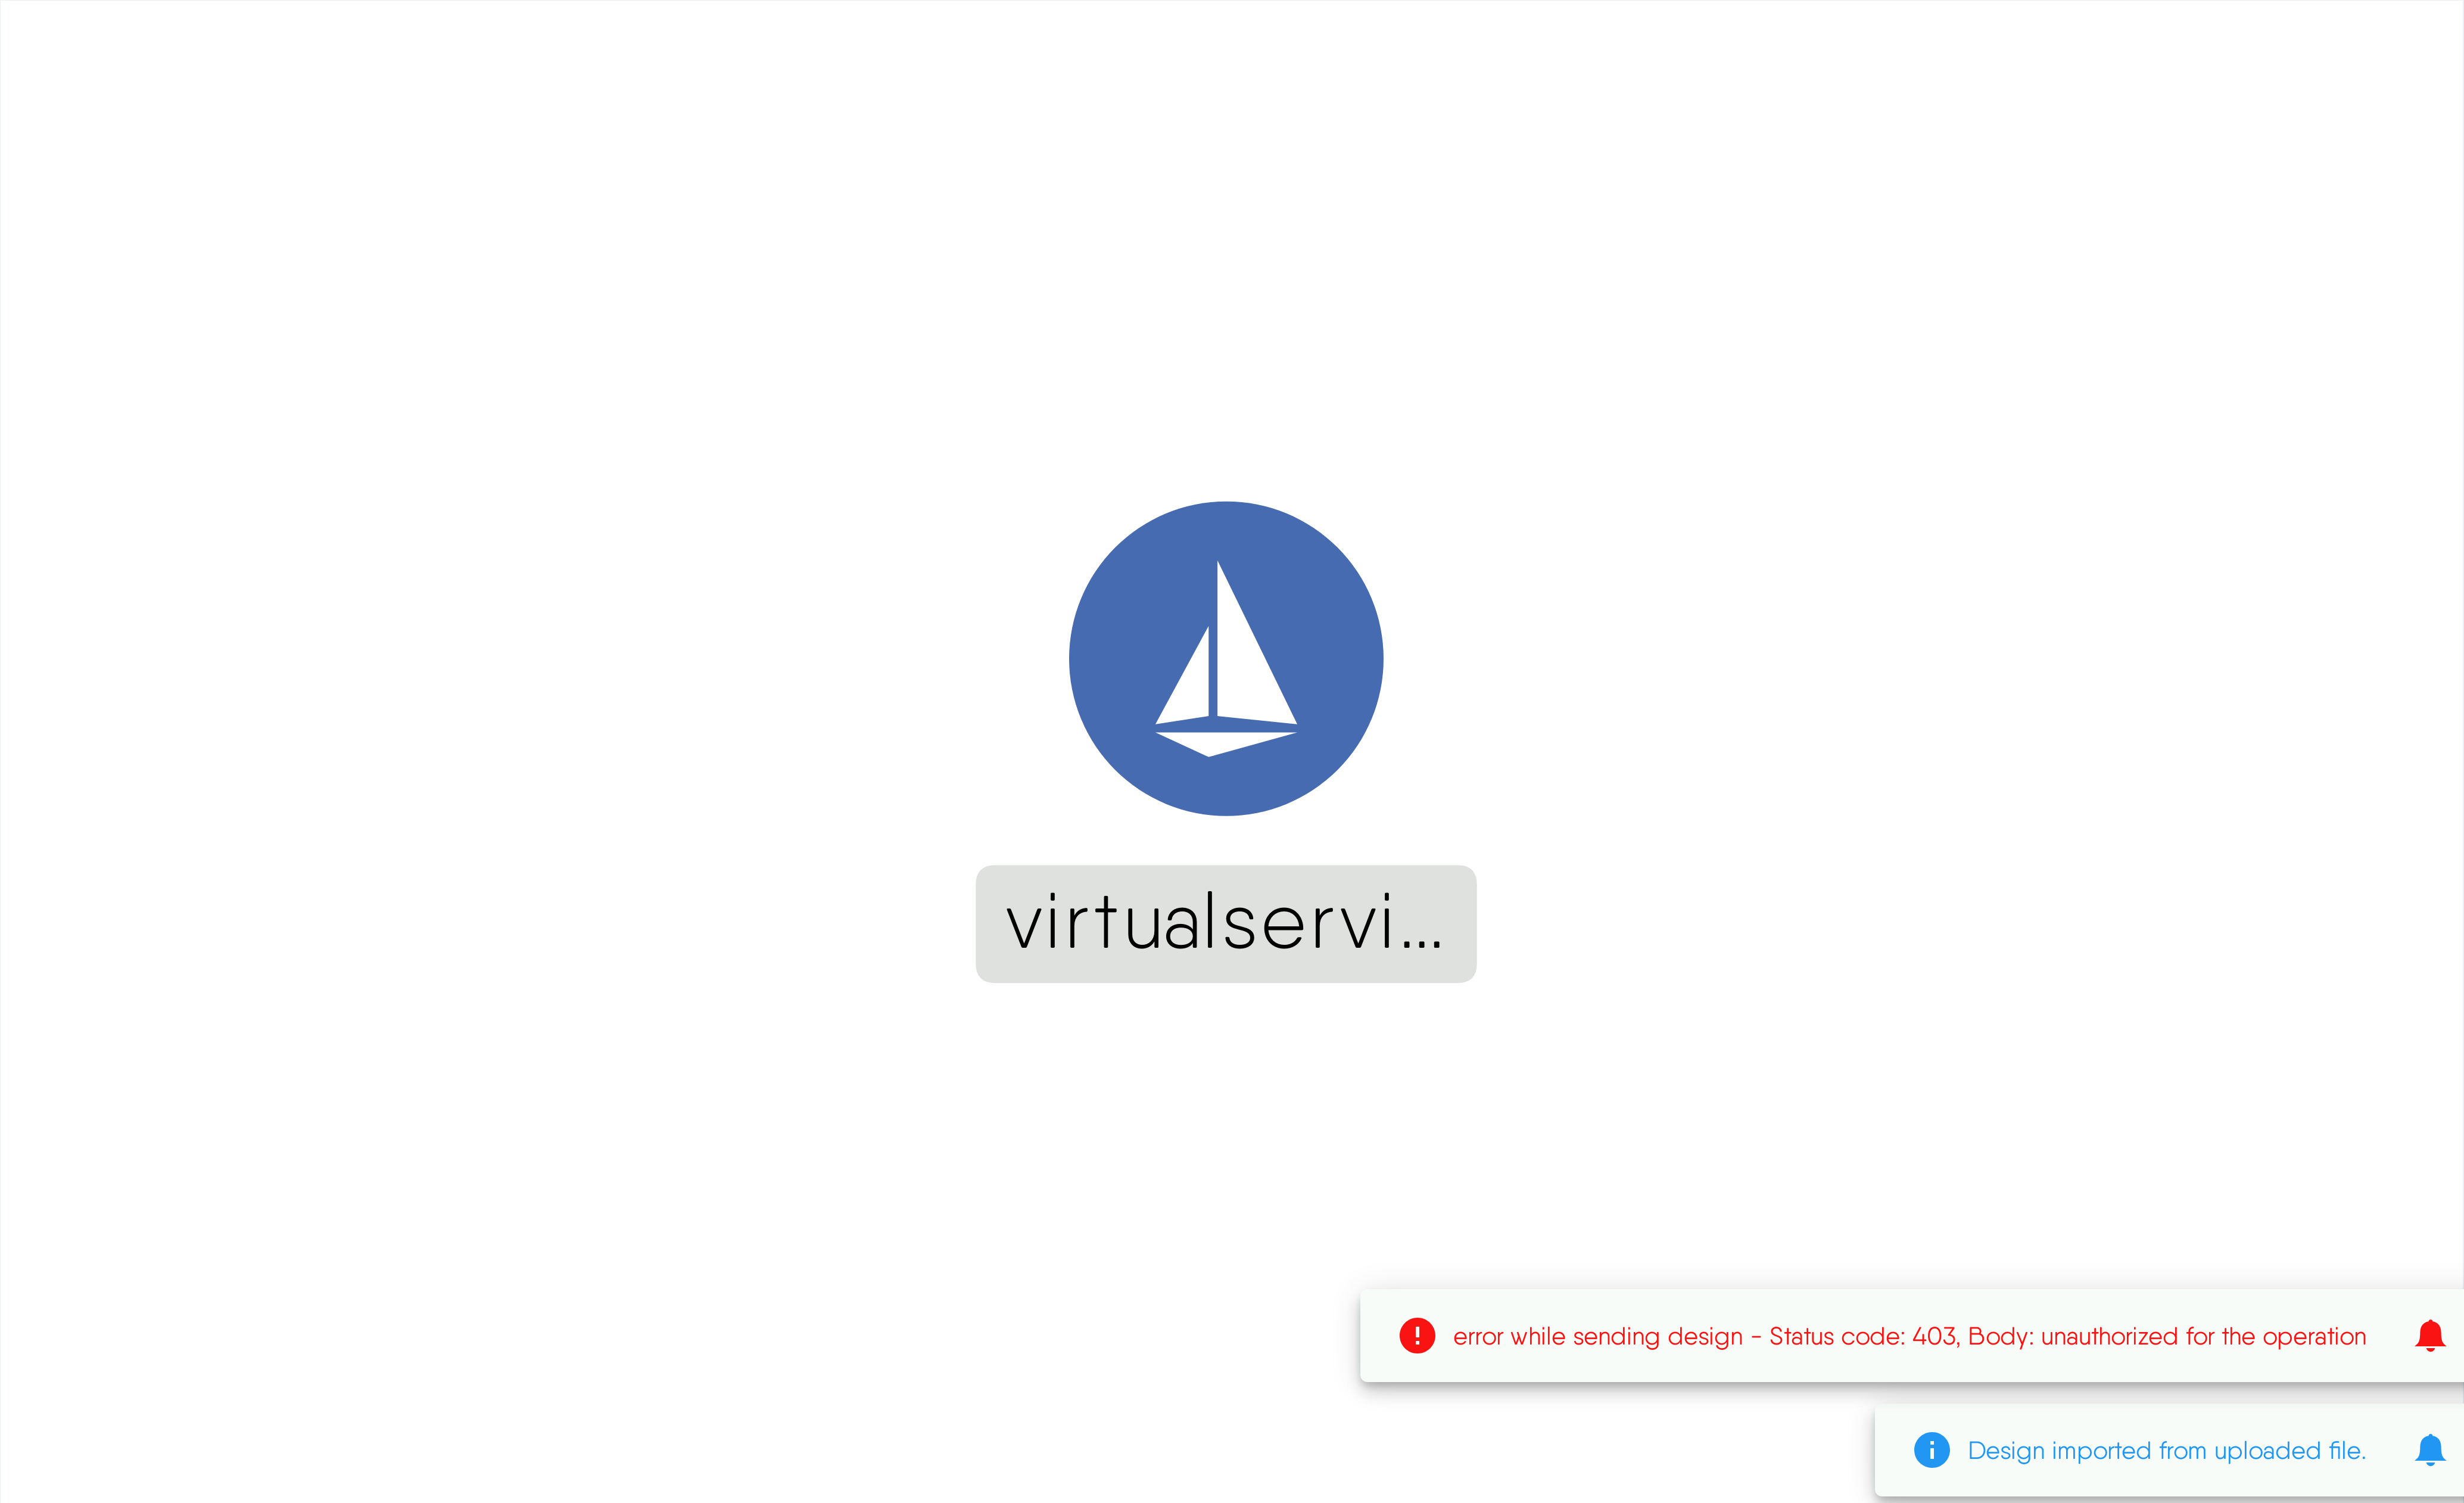 virtualservi...
error while sending design - Status code: 403, Body: unauthorized for the operation
Design imported from uploaded file.